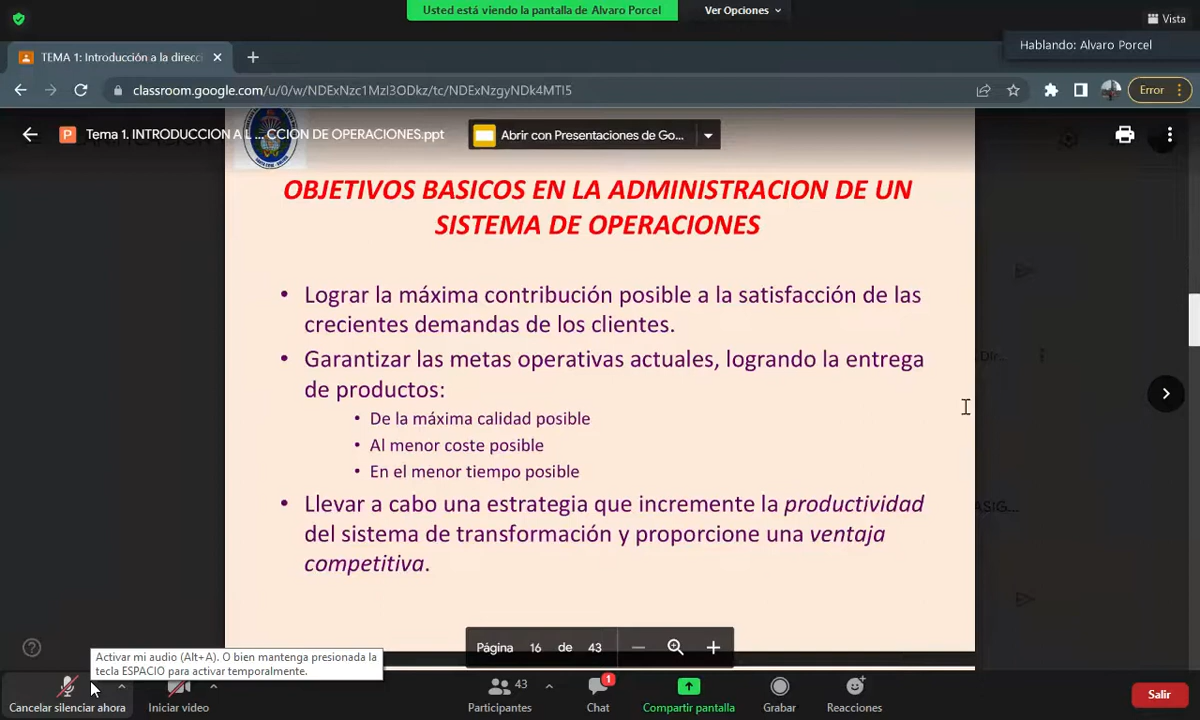 Usted está viendo la pantalla de Alvaro Porcel
Ver Opciones
Vista
TEMA 1: Introducción a la direcci
Hablando: Alvaro Porcel
classroom.google.com/u/0/w/NDExNzc1MzI3ODkz/tc/NDExNzgyNDk4MTI5
Error
Tema 1. INTRODUCCION A L ... CCION DE OPERACIONES.ppt
Abrir con Presentaciones de Go...
OBJETIVOS BASICOS EN LA ADMINISTRACION DE UN
SISTEMA DE OPERACIONES
• Lograr la máxima contribución posible a la satisfacción de las
crecientes demandas de los clientes.
• Garantizar las metas operativas actuales, logrando la entrega
de productos:
• De la máxima calidad posible
• Al menor coste posible
• En el menor tiempo posible
• Llevar a cabo una estrategia que incremente la productividad
del sistema de transformación y proporcione una ventaja
competitiva.
Página 16 de 43
Activar mi audio (Alt+A). O bien mantenga presionada la
tecla ESPACIO para activar temporalmente.
43
1
Cancelar silenciar ahora
Iniciar video
Participantes
Chat
Compartir pantalla
Grabar
Reacciones
Salir